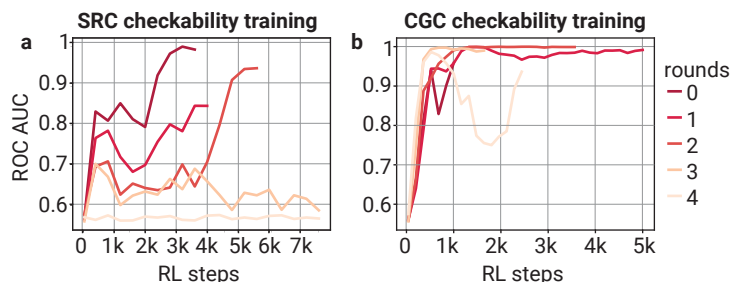 SRC checkability training
CGC checkability training
a
b
1
0.9
0.8
0.7
0.6
ROC AUC
0
1k
2k
3k
4k
5k
6k
7k
RL steps
1
0.9
0.8
0.7
0.6
0
1k
2k
3k
4k
5k
RL steps
rounds
0
1
2
3
4